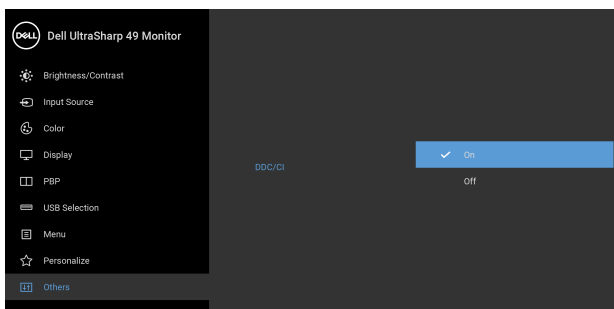 DELL Dell UltraSharp 49 Monitor
Brightness/Contrast
Input Source
Color
Display
PBP
USB Selection
Menu
Personalize
Others
DDC/CI
On
Off